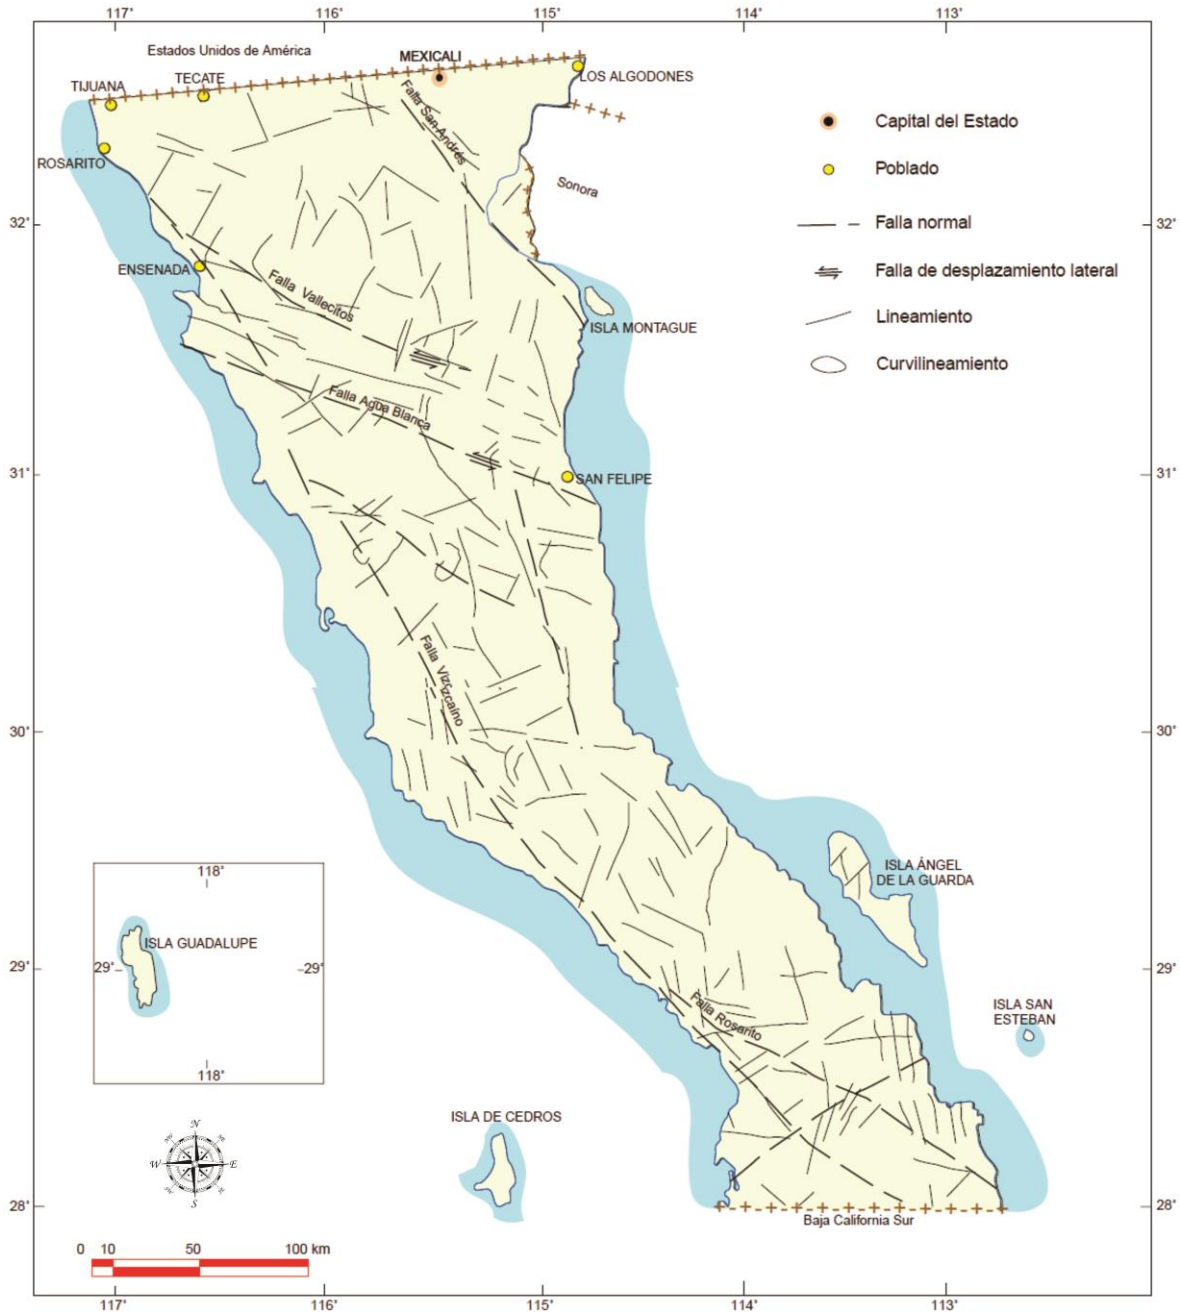 117°
116°
115°
114°
113°
Estados Unidos de América
MEXICALI
LOS ALGODONES
TECATE
TIJUANA
ROSARITO
Falla San Andrés
Sonora
Capital del Estado
Poblado
Falla normal
Falla de desplazamiento lateral
Lineamiento
Curvilineamiento
32°
32°
ENSENADA
Falla Vallecitos
ISLA MONTAGUE
Falla Agua Blanca
31°
31°
SAN FELIPE
Falla Vizcaíno
30°
30°
ISLA ÁNGEL
DE LA GUARDA
118°
ISLA GUADALUPE
29°
29°
118°
29°
29°
Falla Rosarito
ISLA SAN
ESTEBAN
ISLA DE CEDROS
N
W
E
S
28°
28°
Baja California Sur
0 10 50 100 km
117°
116°
115°
114°
113°